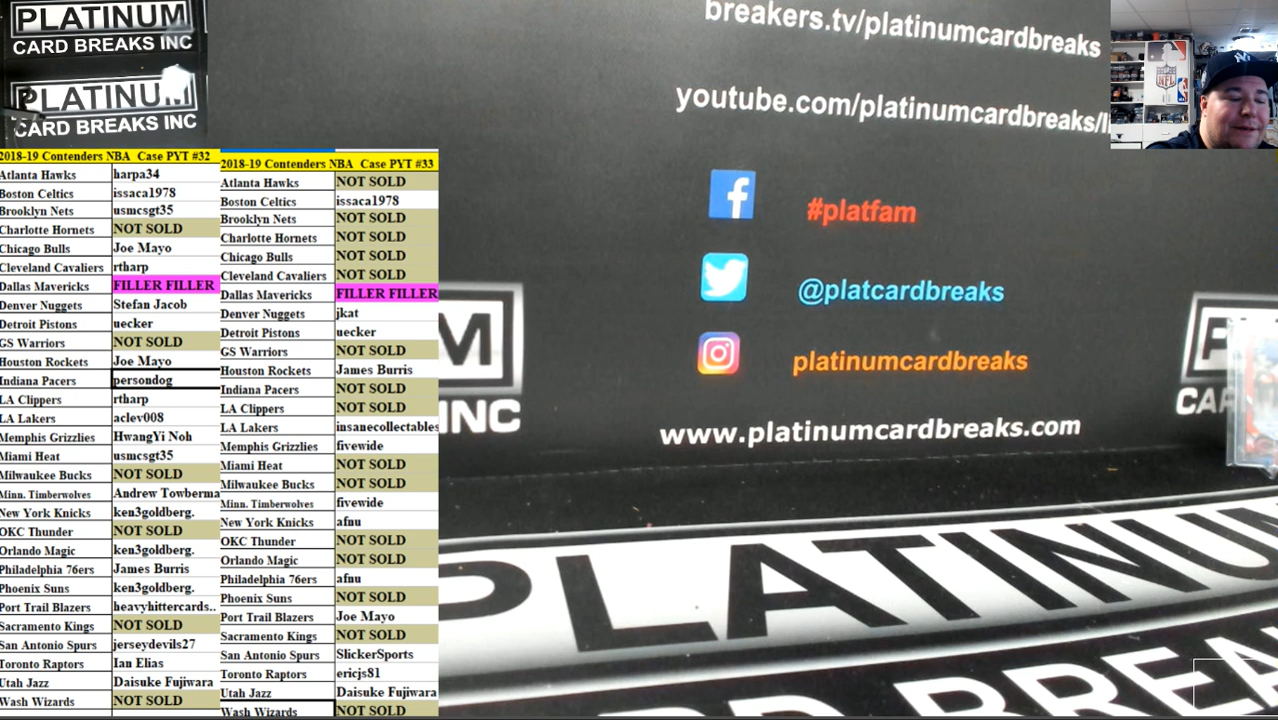 PLATINUM
CARD BREAKS INC
PLATINUM
CARD BREAKS INC
2018-19 Contenders NBA Case PYT #32
Atlanta Hawks harpa34
Boston Celtics issaca1978
Brooklyn Nets usmcsgt35
Charlotte Hornets NOT SOLD
Chicago Bulls Joe Mayo
Cleveland Cavaliers rtharp
Dallas Mavericks FILLER FILLER
Denver Nuggets Stefan Jacob
Detroit Pistons uecker
GS Warriors NOT SOLD
Houston Rockets Joe Mayo
Indiana Pacers persondog
LA Clippers rtharp
LA Lakers aclev008
Memphis Grizzlies HwangYi Noh
Miami Heat usmcsgt35
Milwaukee Bucks NOT SOLD
Minn. Timberwolves Andrew Towberma
New York Knicks ken3goldberg.
OKC Thunder NOT SOLD
Orlando Magic ken3goldberg.
Philadelphia 76ers James Burris
Phoenix Suns ken3goldberg.
Port Trail Blazers heavyhittercards..
Sacramento Kings NOT SOLD
San Antonio Spurs jerseydevils27
Toronto Raptors Ian Elias
Utah Jazz Daisuke Fujiwara
Wash Wizards NOT SOLD
2018-19 Contenders NBA Case PYT #33
Atlanta Hawks NOT SOLD
Boston Celtics issaca1978
Brooklyn Nets NOT SOLD
Charlotte Hornets NOT SOLD
Chicago Bulls NOT SOLD
Cleveland Cavaliers NOT SOLD
Dallas Mavericks FILLER FILLER
Denver Nuggets jkat
Detroit Pistons uecker
GS Warriors NOT SOLD
Houston Rockets James Burris
Indiana Pacers NOT SOLD
LA Clippers NOT SOLD
LA Lakers insanecollectables
Memphis Grizzlies fivewide
Miami Heat NOT SOLD
Milwaukee Bucks NOT SOLD
Minn. Timberwolves fivewide
New York Knicks afnu
OKC Thunder NOT SOLD
Orlando Magic NOT SOLD
Philadelphia 76ers afnu
Phoenix Suns NOT SOLD
Port Trail Blazers Joe Mayo
Sacramento Kings NOT SOLD
San Antonio Spurs SlickerSports
Toronto Raptors ericjs81
Utah Jazz Daisuke Fujiwara
Wash Wizards NOT SOLD
breakers.tv/platinumcardbreaks
youtube.com/platinumcardbreaks/l
#platfam
@platcardbreaks
platinumcardbreaks
www.platinumcardbreaks.com
M
INC
P
CAR
PLATINUM
CARD BREA
NFL
NY